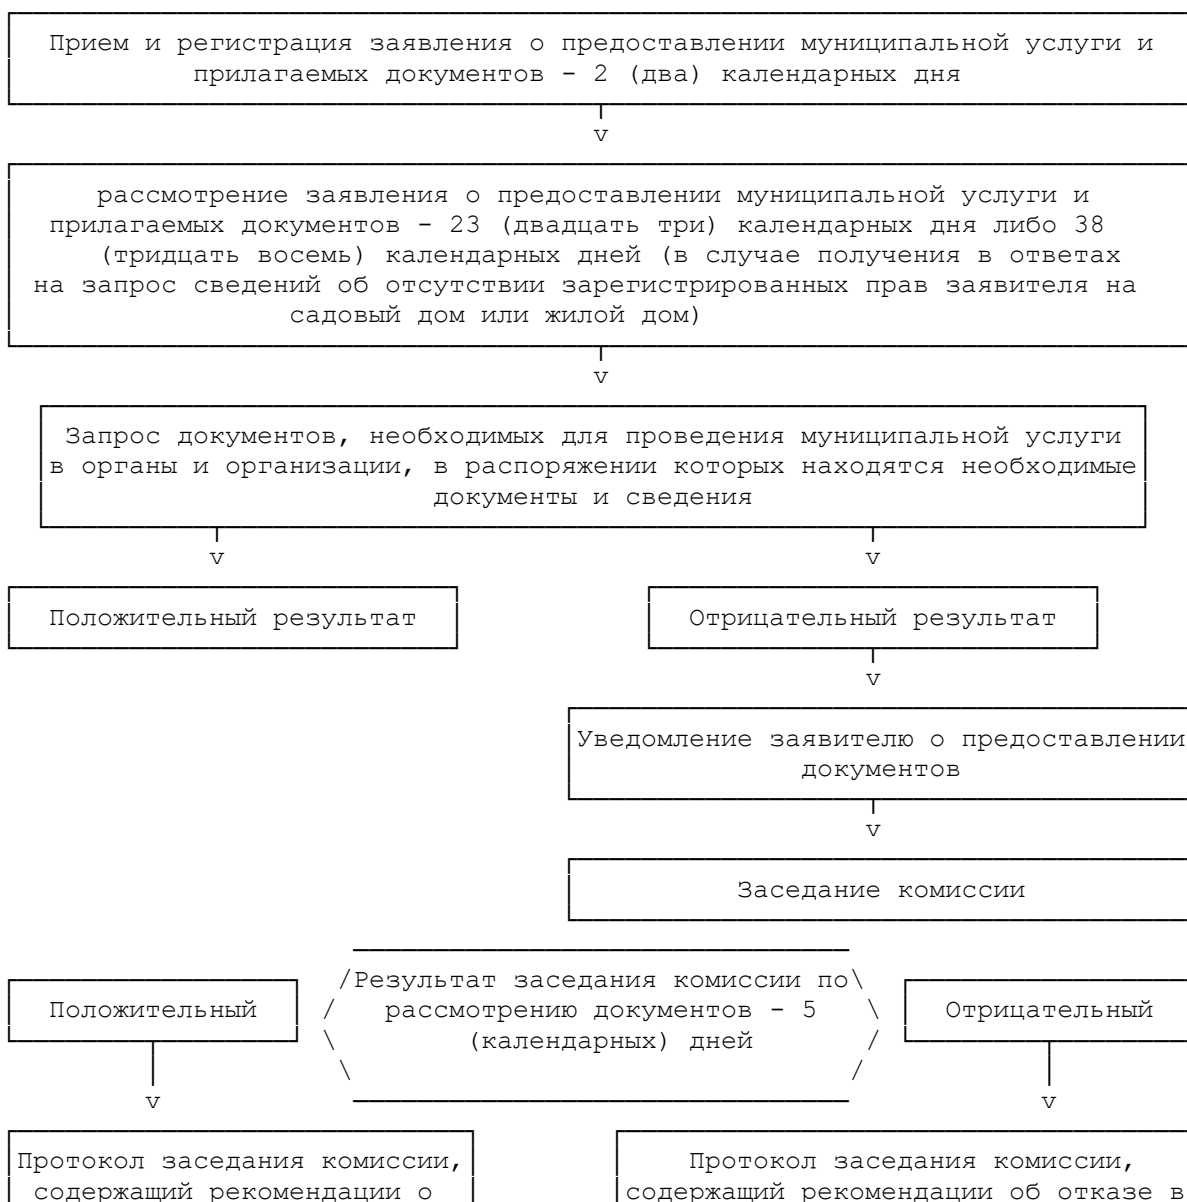 Прием и регистрация заявления о предоставлении муниципальной услуги и
прилагаемых документов - 2 (два) календарных дня
v
рассмотрение заявления о предоставлении муниципальной услуги и
прилагаемых документов - 23 (двадцать три) календарных дня либо 38
(тридцать восемь) календарных дней (в случае получения в ответах
на запрос сведений об отсутствии зарегистрированных прав заявителя на
садовый дом или жилой дом)
v
Запрос документов, необходимых для проведения муниципальной услуги
в органы и организации, в распоряжении которых находятся необходимые
документы и сведения
v v
Положительный результат
Отрицательный результат
v
Уведомление заявителю о предоставлении
документов
v
Заседание комиссии
Положительный
/Результат заседания комиссии по\
/ рассмотрению документов - 5 \
\ (календарных) дней /
\ /
Отрицательный
v v
Протокол заседания комиссии,
содержащий рекомендации о
Протокол заседания комиссии,
содержащий рекомендации об отказе в